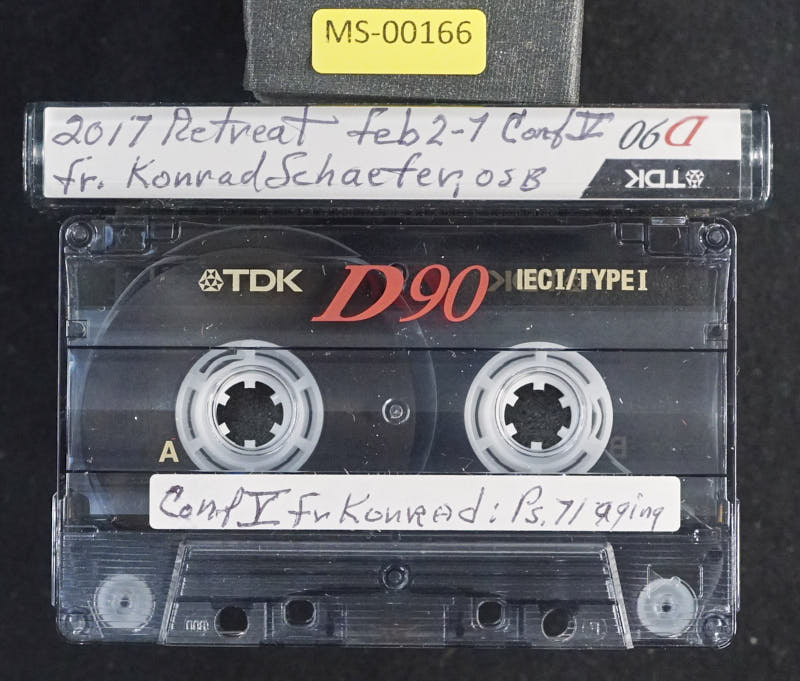 MS-00166
2017 Retreat Feb 2-7 Conf V D90
fr. Konrad Schaefer, OSB TDK
TDK D90 IECI/TYPE I
A B
Conf V fr Konrad: Ps. 71 aging